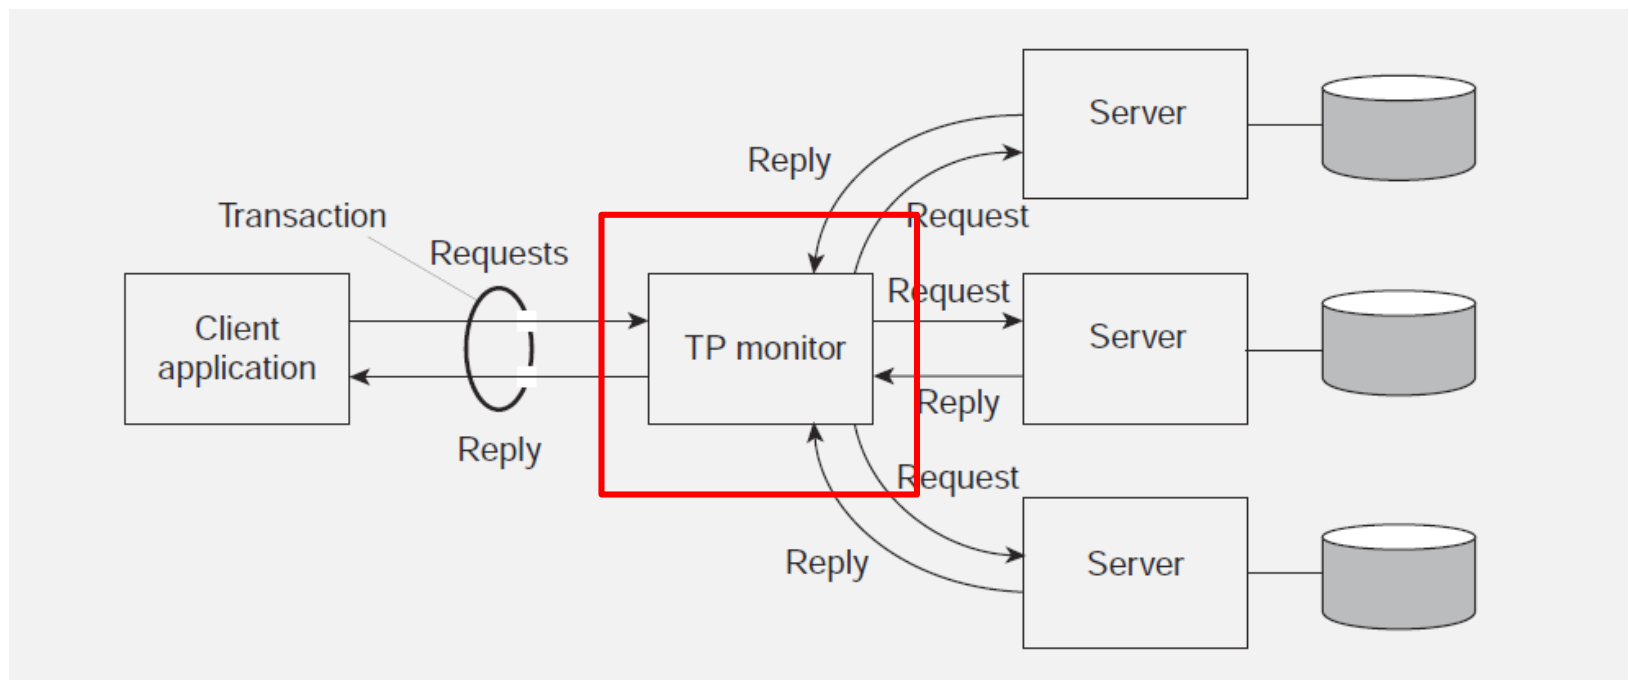 Server
Reply
Transaction
Request
Requests
Request
Client
application
TP monitor
Server
Reply
Reply
Request
Reply
Server